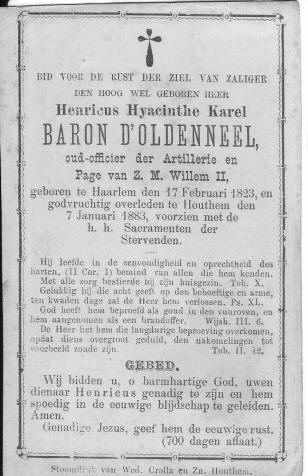 BID VOOR DE RUST DER ZIEL VAN ZALIGER
DEN HOOG WEL GEBOREN HEER
Henricus Hyacinthe Karel
BARON D'OLDENNEEL,
oud-officier der Artillerie en
Page van Z. M. Willem II,
geboren te Haarlem den 17 Februari 1823, en
godvruchtig overleden te Houthem den
7 Januari 1883, voorzien met de
h. h. Sacramenten der
Stervenden.
Hij leefde in de eenvoudigheid en oprechtheid des
harten, (II Cor. I) bemind van allen die hem kenden.
Met alle zorg bestierde hij zijn huisgezin. Tob. X.
Gelukkig hij die acht geeft op den behoeftige en arme,
ten kwaden dage zal de Heer hem verlossen. Ps. XL.
God heeft hem beproefd als goud in den vuuroven, en
hem aangenomen als een brandoffer. Wijsh. III. 6.
De Heer het hem die langdurige beproeving overkomen,
opdat diens overgroot geduld, den nakomelingen tot
voorbeeld zoude zijn. Tob. II. 12.
GEBED.
Wij bidden u, o barmhartige God, uwen
dienaar Henricus genadig te zijn en hem
spoedig in de eeuwige blijdschap te geleiden.
Amen.
Genadige Jezus, geef hem de eeuwige rust.
(700 dagen aflaat.)
Stoomdruk van Wed. Crolla en Zn. Houthem.